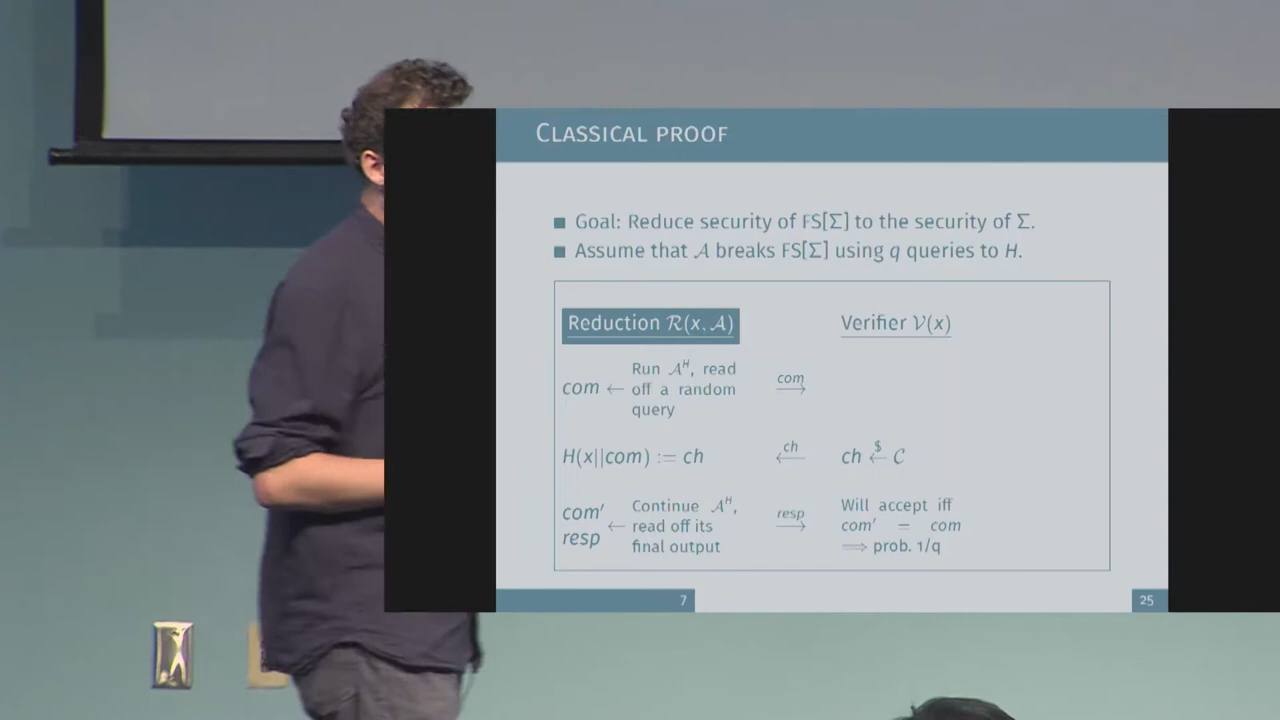 CLASSICAL PROOF
■ Goal: Reduce security of FS[Σ] to the security of Σ.
■ Assume that 𝒜 breaks FS[Σ] using q queries to H.
Reduction ℛ(x, 𝒜) Verifier 𝒱(x)
com ← Run 𝒜^H, read off a random query
com →
H(x||com) := ch
ch ←
ch ←$ 𝒞
com′ resp ← Continue 𝒜^H, read off its final output
resp →
Will accept iff
com′ = com
⟹ prob. 1/q
7
25